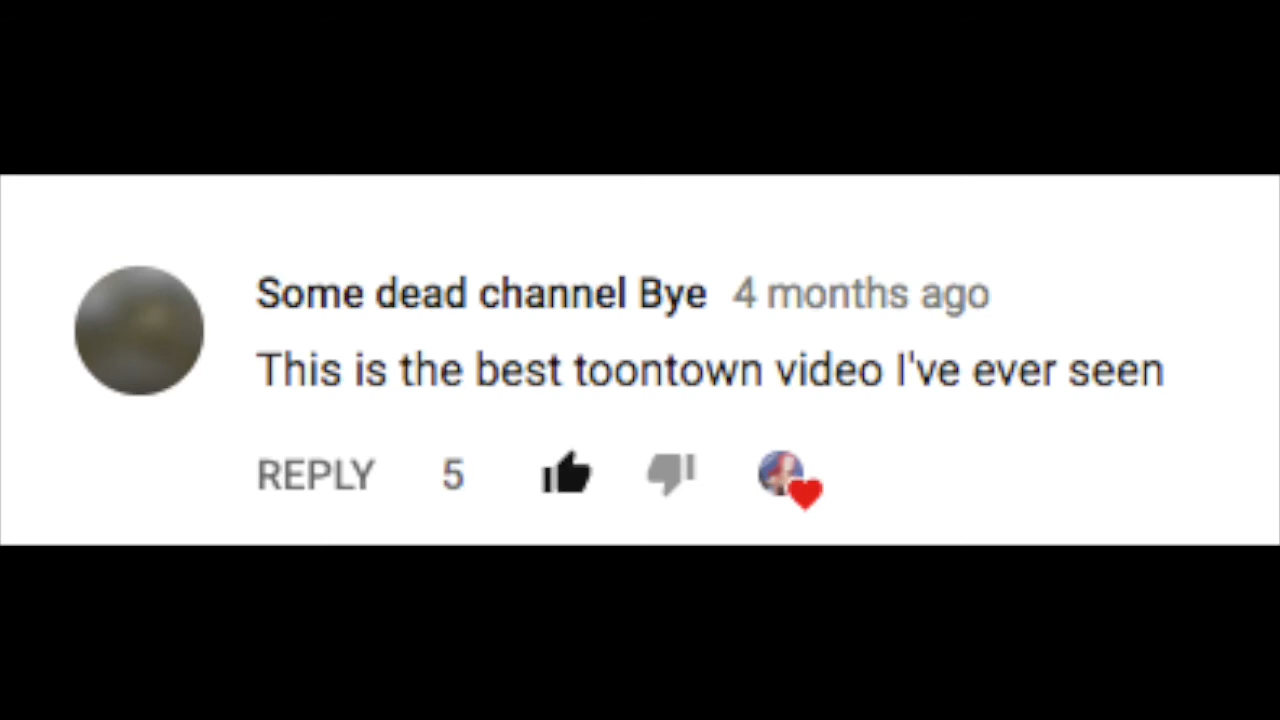 Some dead channel Bye 4 months ago
This is the best toontown video I've ever seen
REPLY 5